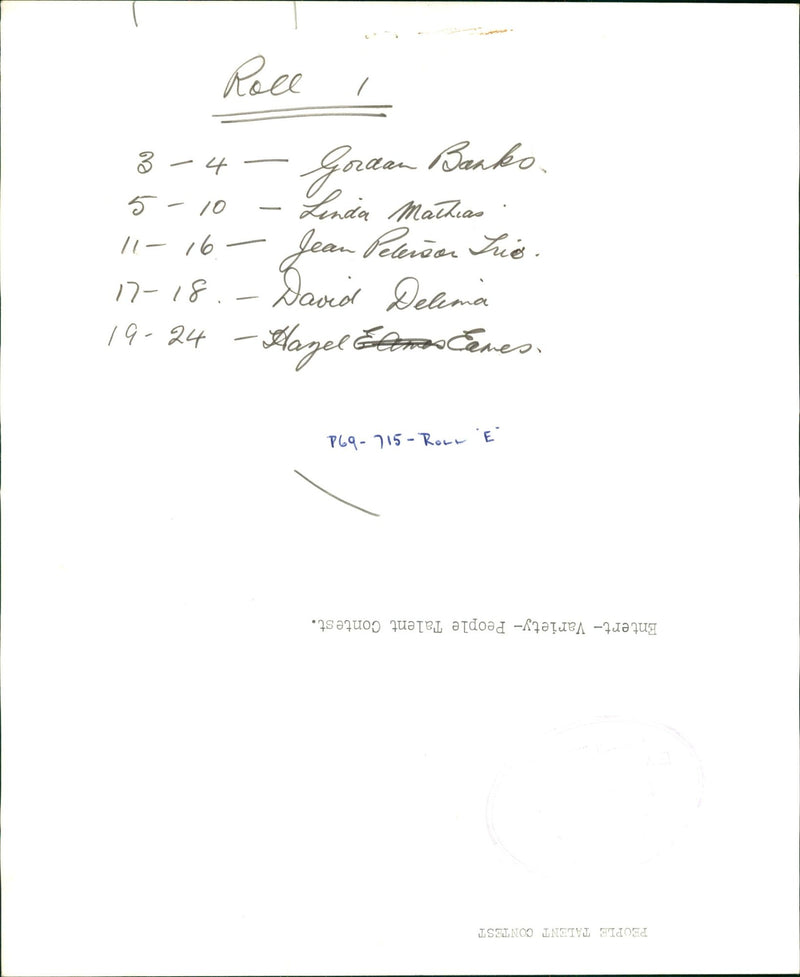 Roll 1
3 - 4 - Gordan Banks.
5 - 10 - Linda Mathias
11 - 16 - Jean Peterson Trio.
17 - 18. - David Delima
19 - 24 - Hazel Eames Eames.
P69-715-Roll "E"
Entert- Variety- People Talent Contest.
PEOPLE TALENT CONTEST